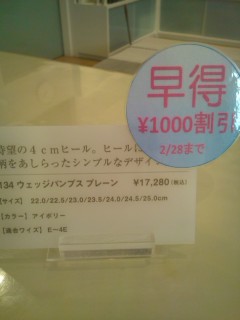 早得
¥1000割引
2/28まで
待望の4cmヒール。ヒールに
柄をあしらったシンプルなデザイ
134 ウェッジパンプス プレーン ¥17,280(税込)
【サイズ】 22.0/22.5/23.0/23.5/24.0/24.5/25.0cm
【カラー】 アイボリー
【適合ワイズ】 E～4E